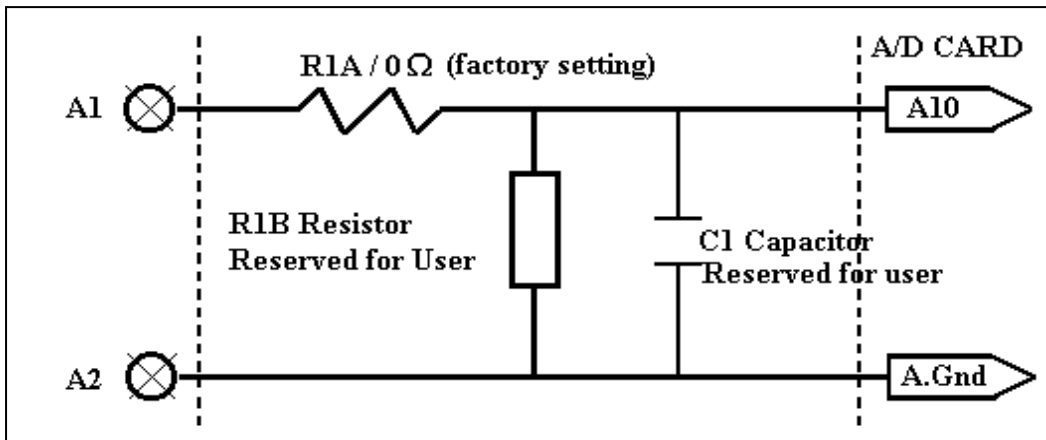 A/D CARD
R1A / 0 Ω (factory setting)
A1
A10
R1B Resistor
Reserved for User
C1 Capacitor
Reserved for user
A2
A.Gnd